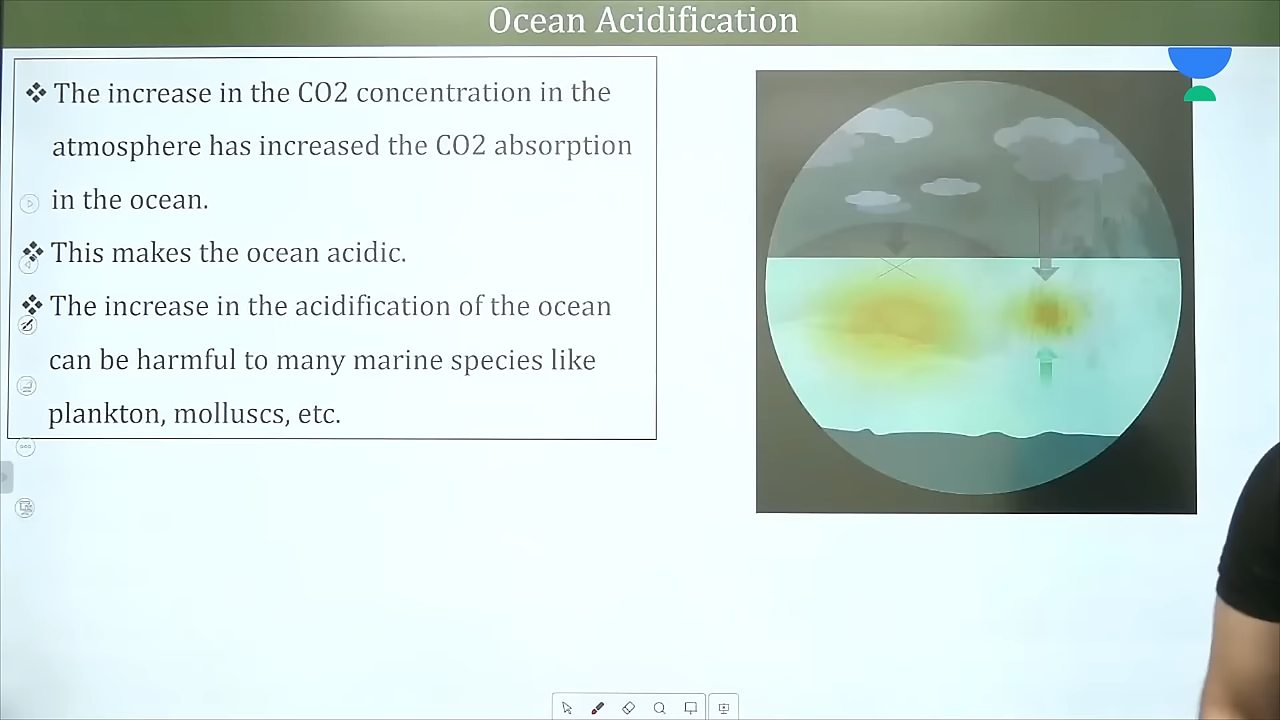 Ocean Acidification
❖ The increase in the CO2 concentration in the
atmosphere has increased the CO2 absorption
in the ocean.
❖ This makes the ocean acidic.
❖ The increase in the acidification of the ocean
can be harmful to many marine species like
plankton, molluscs, etc.